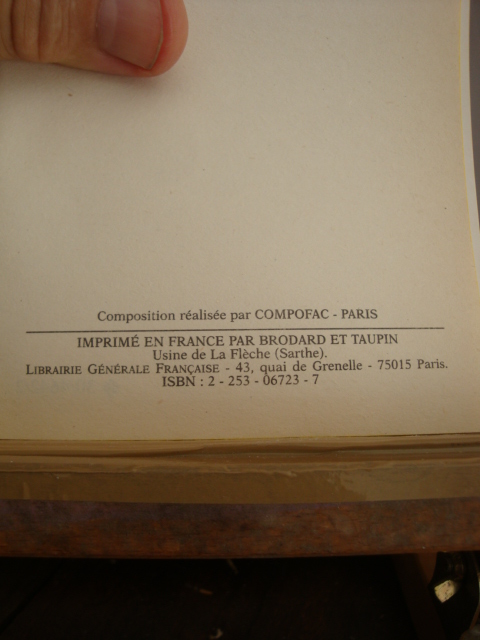 Composition réalisée par COMPOFAC - PARIS
IMPRIMÉ EN FRANCE PAR BRODARD ET TAUPIN
Usine de La Flèche (Sarthe).
LIBRAIRIE GÉNÉRALE FRANÇAISE - 43, quai de Grenelle - 75015 Paris.
ISBN : 2 - 253 - 06723 - 7